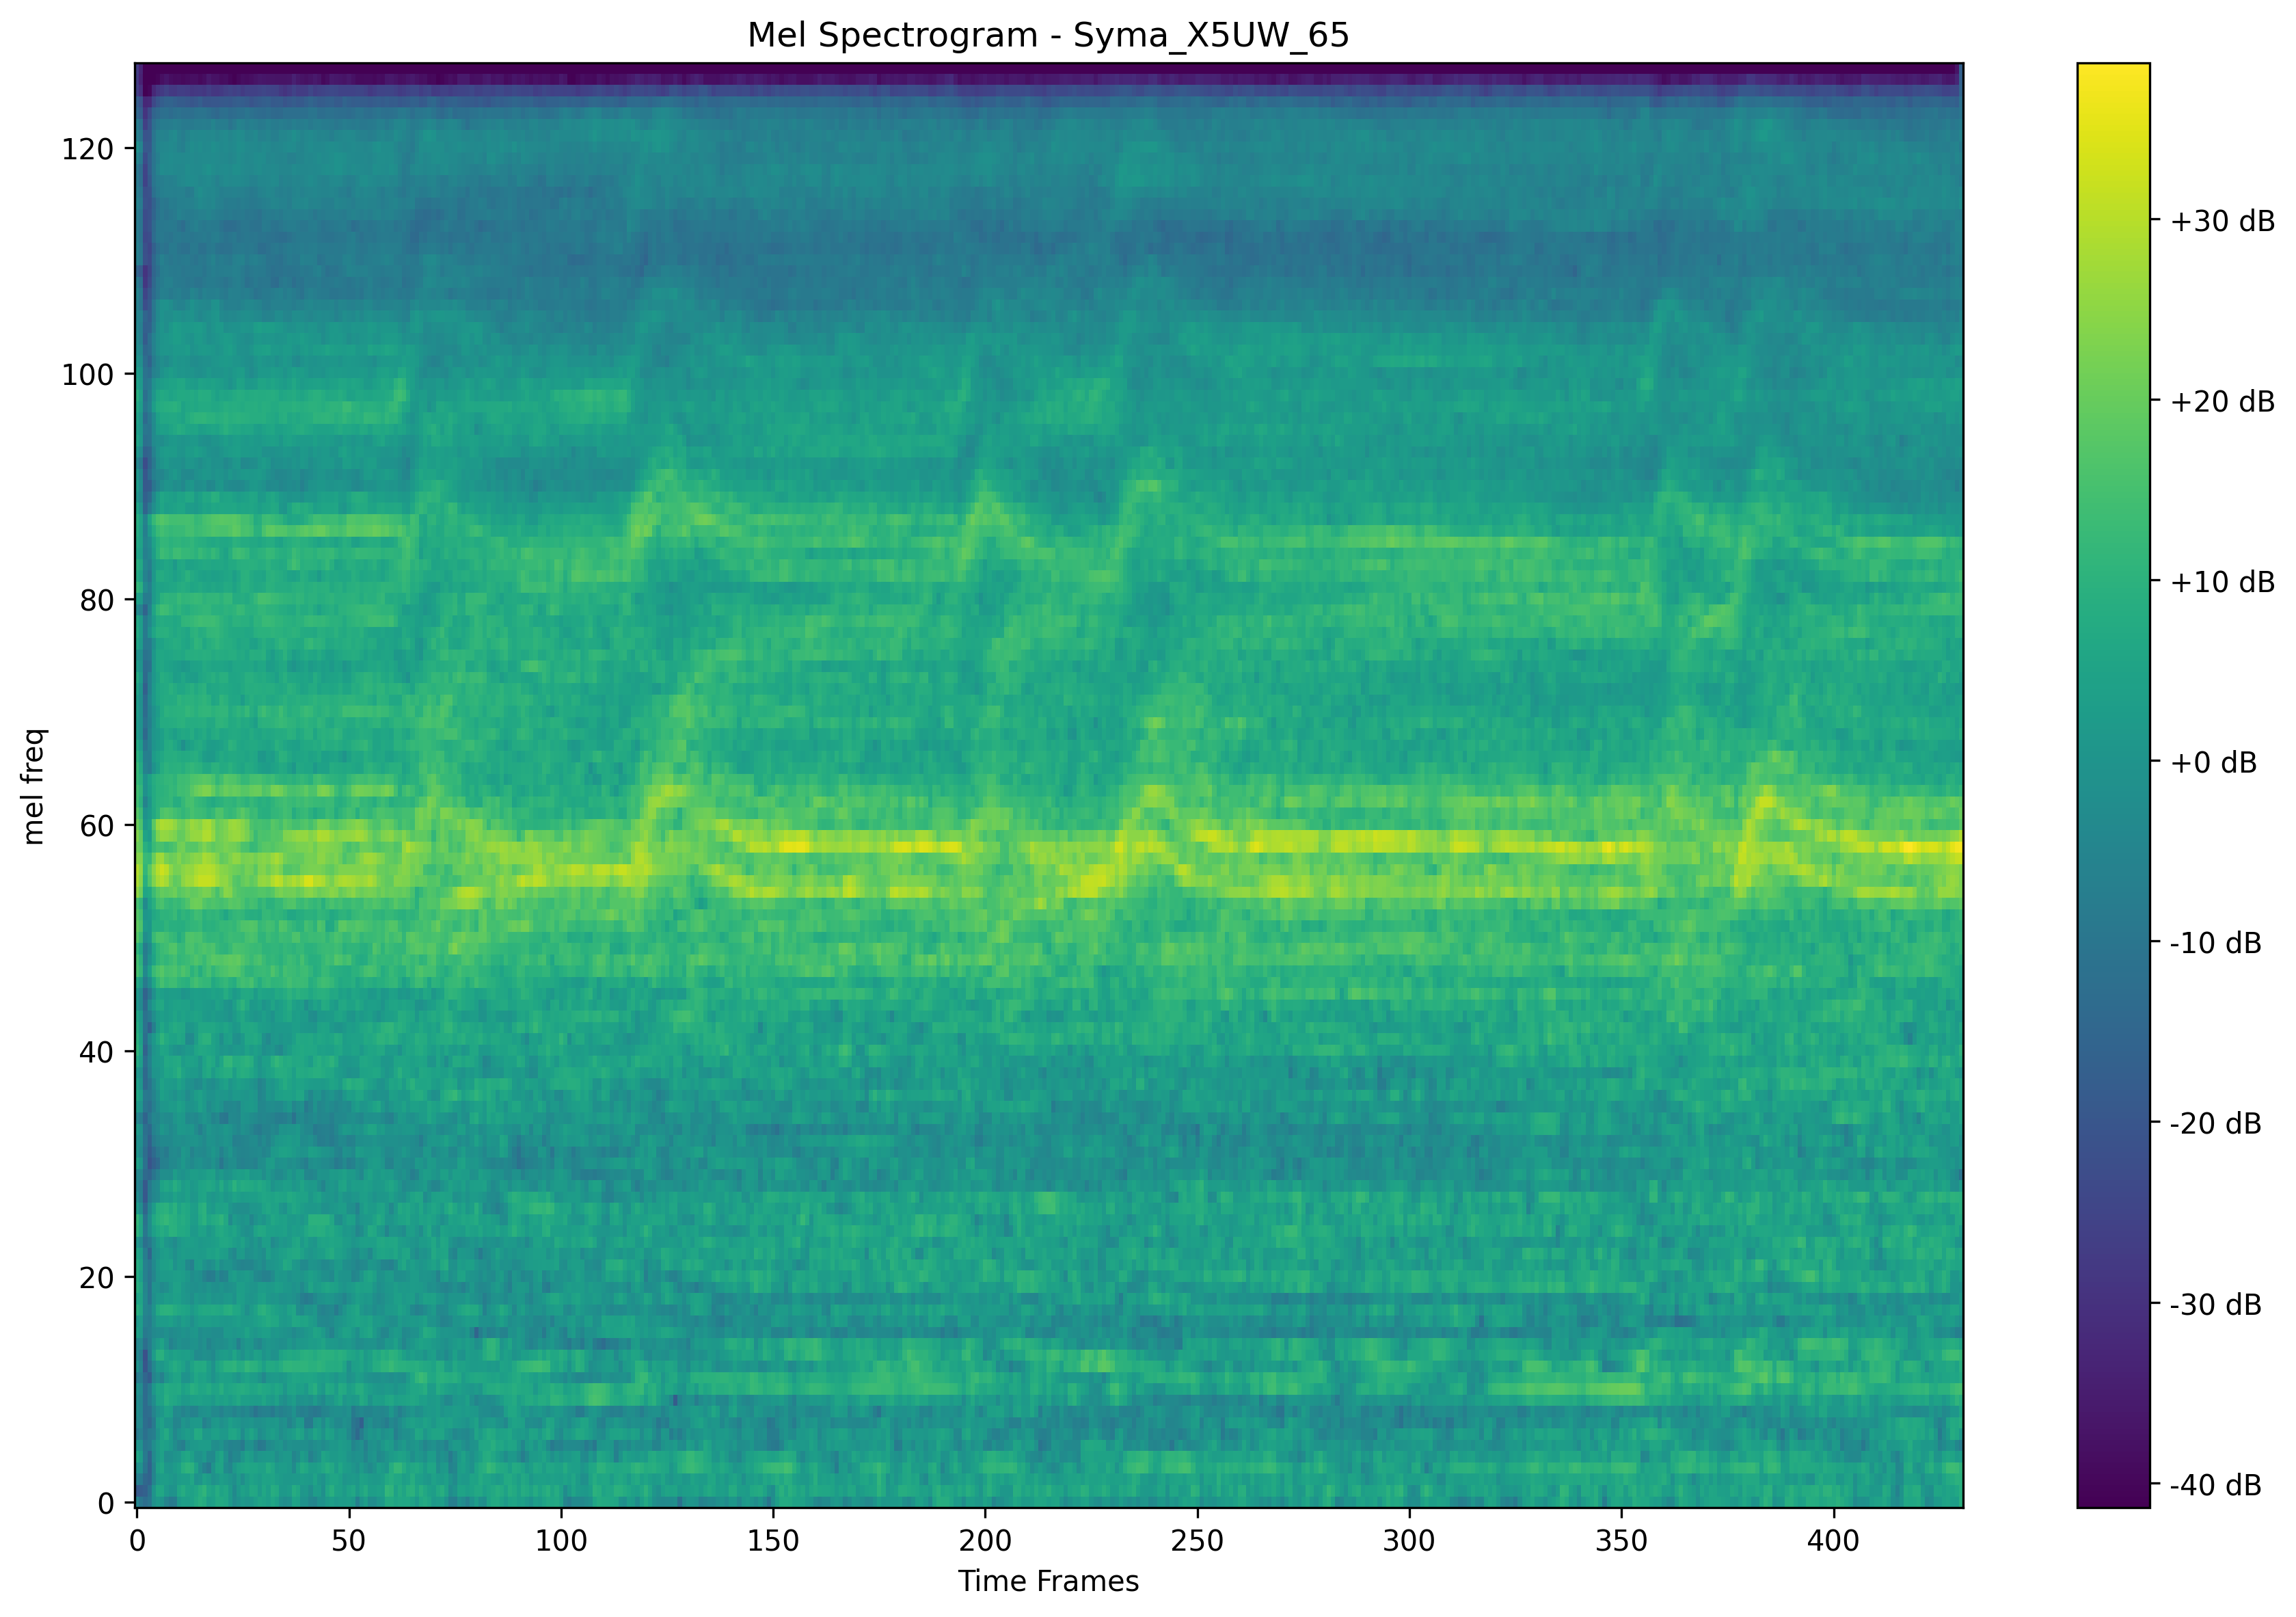 Mel Spectrogram - Syma_X5UW_65
mel freq
120
100
80
60
40
20
0
0 50 100 150 200 250 300 350 400
Time Frames
+30 dB
+20 dB
+10 dB
+0 dB
-10 dB
-20 dB
-30 dB
-40 dB